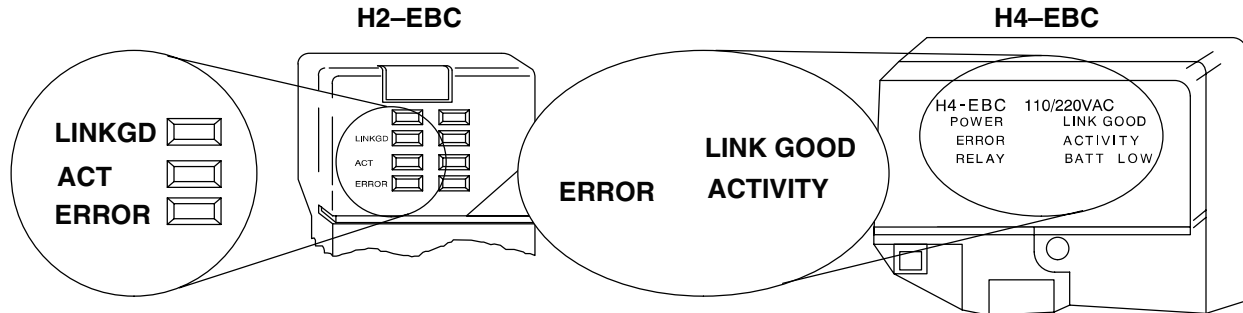 H2–EBC
H4–EBC
LINKGD
ACT
ERROR
LINKGD
ACT
ERROR
LINK GOOD
ERROR ACTIVITY
H4-EBC 110/220VAC
POWER LINK GOOD
ERROR ACTIVITY
RELAY BATT LOW